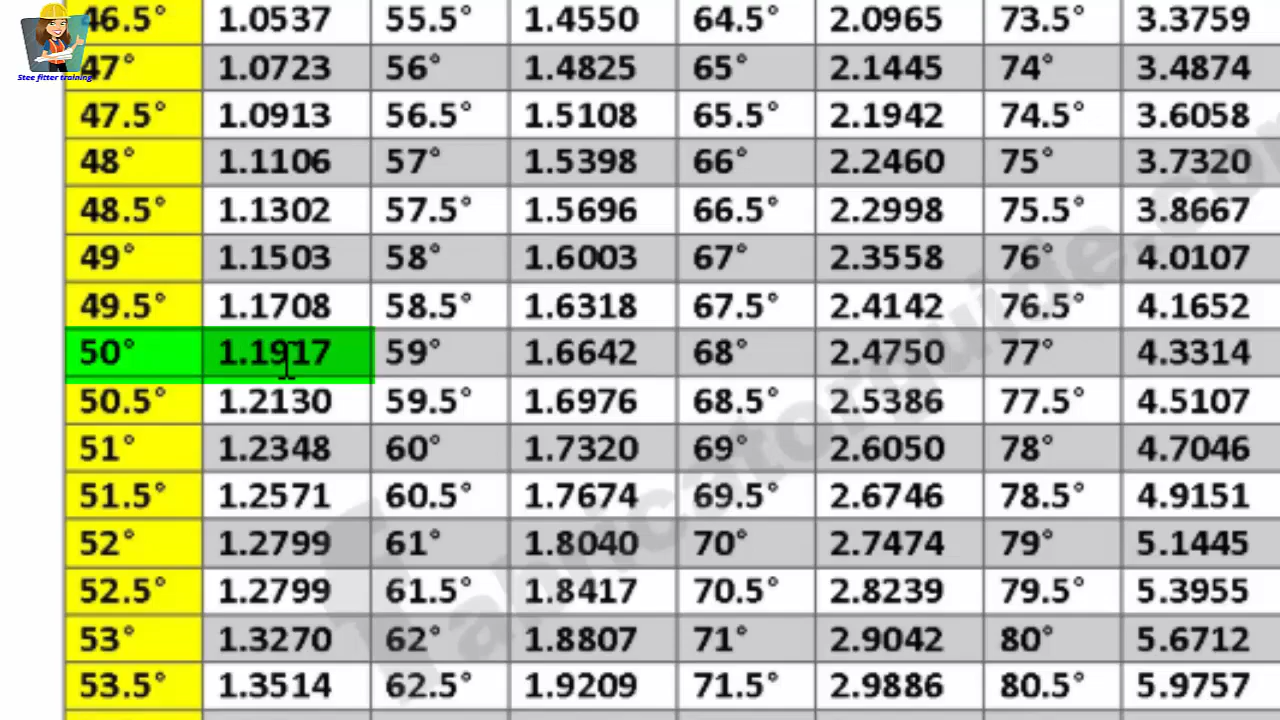 46.5° 1.0537 55.5° 1.4550 64.5° 2.0965 73.5° 3.3759
47° 1.0723 56° 1.4825 65° 2.1445 74° 3.4874
47.5° 1.0913 56.5° 1.5108 65.5° 2.1942 74.5° 3.6058
48° 1.1106 57° 1.5398 66° 2.2460 75° 3.7320
48.5° 1.1302 57.5° 1.5696 66.5° 2.2998 75.5° 3.8667
49° 1.1503 58° 1.6003 67° 2.3558 76° 4.0107
49.5° 1.1708 58.5° 1.6318 67.5° 2.4142 76.5° 4.1652
50° 1.1917 59° 1.6642 68° 2.4750 77° 4.3314
50.5° 1.2130 59.5° 1.6976 68.5° 2.5386 77.5° 4.5107
51° 1.2348 60° 1.7320 69° 2.6050 78° 4.7046
51.5° 1.2571 60.5° 1.7674 69.5° 2.6746 78.5° 4.9151
52° 1.2799 61° 1.8040 70° 2.7474 79° 5.1445
52.5° 1.2799 61.5° 1.8417 70.5° 2.8239 79.5° 5.3955
53° 1.3270 62° 1.8807 71° 2.9042 80° 5.6712
53.5° 1.3514 62.5° 1.9209 71.5° 2.9886 80.5° 5.9757
Stee fitter training